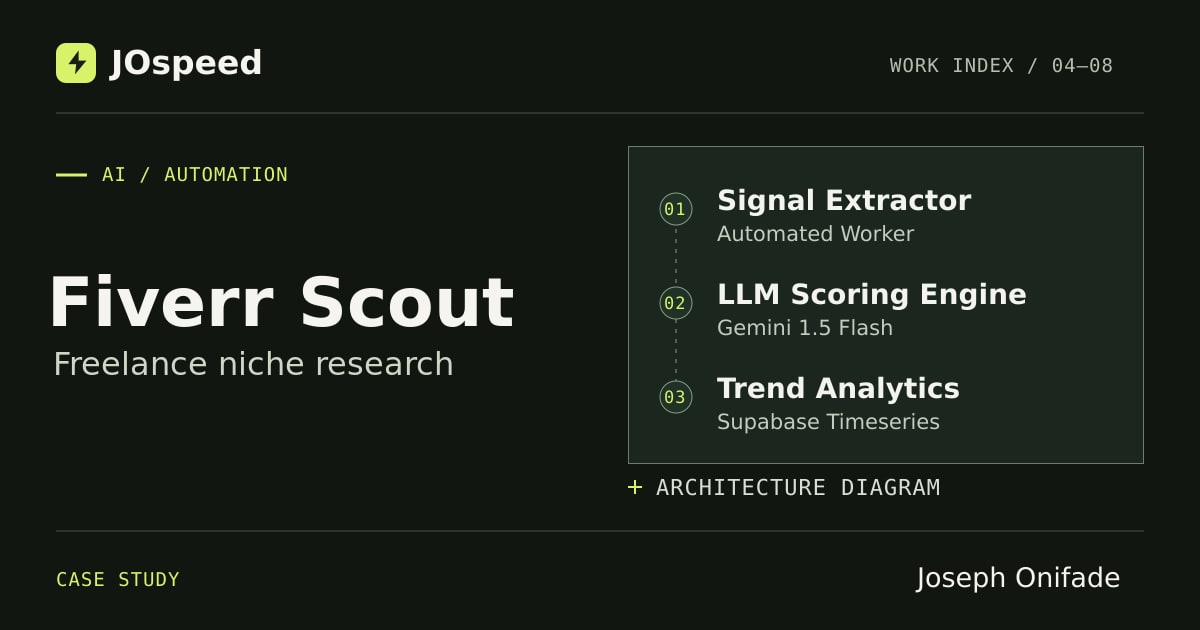 JOspeed
WORK INDEX / 04—08
AI / AUTOMATION
Fiverr Scout
Freelance niche research
01
Signal Extractor
Automated Worker
02
LLM Scoring Engine
Gemini 1.5 Flash
03
Trend Analytics
Supabase Timeseries
+ ARCHITECTURE DIAGRAM
CASE STUDY
Joseph Onifade